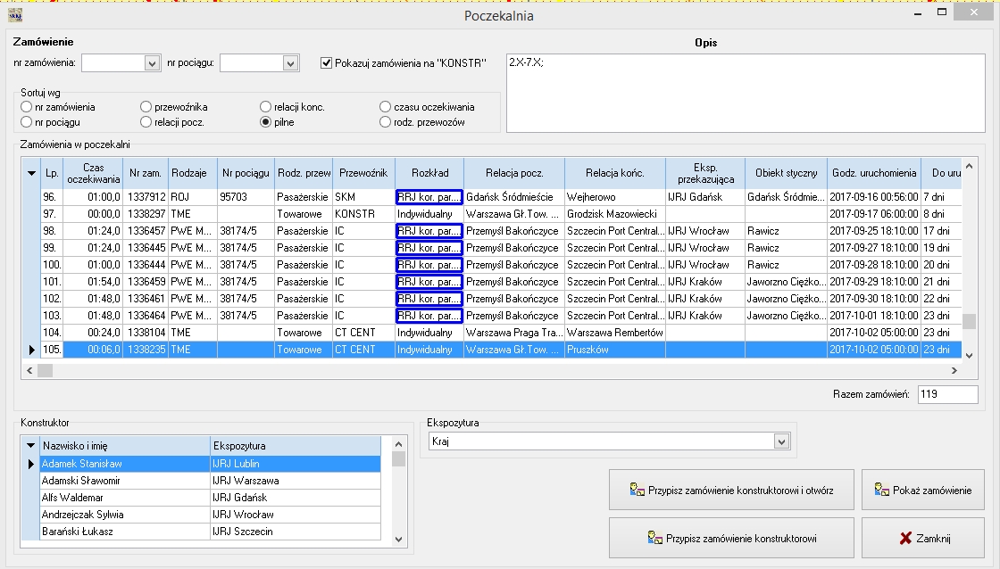 Poczekalnia
Zamówienie
Opis
nr zamówienia: nr pociągu: Pokazuj zamówienia na "KONSTR"
2.X-7.X;
Sortuj wg
nr zamówienia przewoźnika relacji konc. czasu oczekiwania
nr pociągu relacji pocz. pilne rodz. przewozów
Zamówienia w poczekalni
Lp. Czas oczekiwania Nr zam. Rodzaje Nr pociągu Rodz. przew Przewoźnik Rozkład Relacja pocz. Relacja końc. Eksp. przekazująca Obiekt styczny Godz. uruchomienia Do uru
96. 01:00,0 1337912 ROJ 95703 Pasażerskie SKM RRJ kor. par.... Gdańsk Śródmieście Wejherowo IJRJ Gdańsk Gdańsk Śródmie... 2017-09-16 00:56:00 7 dni
97. 00:00,0 1338297 TME Towarowe KONSTR Indywidualny Warszawa Gł.Tow. ... Grodzisk Mazowiecki 2017-09-17 06:00:00 8 dni
98. 01:24,0 1336457 PWE M... 38174/5 Pasażerskie IC RRJ kor. par.... Przemyśl Bakończyce Szczecin Port Central... IJRJ Wrocław Rawicz 2017-09-25 18:10:00 17 dni
99. 01:24,0 1336445 PWE M... 38174/5 Pasażerskie IC RRJ kor. par.... Przemyśl Bakończyce Szczecin Port Central... IJRJ Wrocław Rawicz 2017-09-27 18:10:00 19 dni
100. 01:00,0 1336444 PWE M... 38174/5 Pasażerskie IC RRJ kor. par.... Przemyśl Bakończyce Szczecin Port Central... IJRJ Wrocław Rawicz 2017-09-28 18:10:00 20 dni
101. 01:54,0 1336459 PWE M... 38174/5 Pasażerskie IC RRJ kor. par.... Przemyśl Bakończyce Szczecin Port Central... IJRJ Kraków Jaworzno Ciężko... 2017-09-29 18:10:00 21 dni
102. 01:48,0 1336461 PWE M... 38174/5 Pasażerskie IC RRJ kor. par.... Przemyśl Bakończyce Szczecin Port Central... IJRJ Kraków Jaworzno Ciężko... 2017-09-30 18:10:00 22 dni
103. 01:48,0 1336464 PWE M... 38174/5 Pasażerskie IC RRJ kor. par.... Przemyśl Bakończyce Szczecin Port Central... IJRJ Kraków Jaworzno Ciężko... 2017-10-01 18:10:00 23 dni
104. 00:24,0 1338104 TME Towarowe CT CENT Indywidualny Warszawa Praga Tra... Warszawa Rembertów 2017-10-02 05:00:00 23 dni
105. 00:06,0 1338235 TME Towarowe CT CENT Indywidualny Warszawa Gł.Tow. ... Pruszków 2017-10-02 05:00:00 23 dni
Razem zamówień: 119
Konstruktor
Nazwisko i imię Ekspozytura
Adamek Stanisław IJRJ Lublin
Adamski Sławomir IJRJ Warszawa
Alfs Waldemar IJRJ Gdańsk
Andrzejczak Sylwia IJRJ Wrocław
Barański Łukasz IJRJ Szczecin
Ekspozytura
Kraj
Przypisz zamówienie konstruktorowi i otwórz Pokaż zamówienie
Przypisz zamówienie konstruktorowi Zamknij